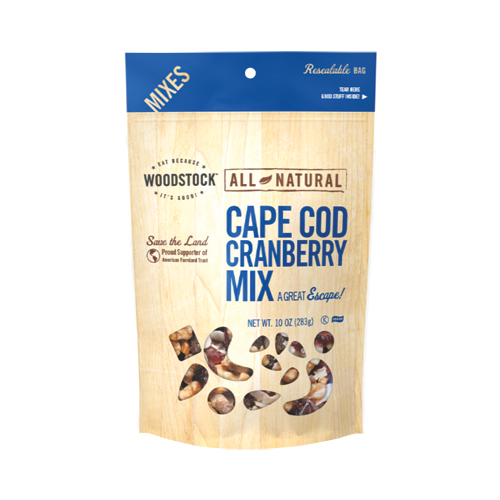 MIXES
Resealable BAG
TEAR HERE
GOOD STUFF INSIDE!
EAT BECAUSE
WOODSTOCK
IT'S GOOD!
ALL NATURAL
CAPE COD
CRANBERRY
MIX
A GREAT Escape!
Save the Land
Proud Supporter of
American Farmland Trust
NET WT. 10 OZ (283g)